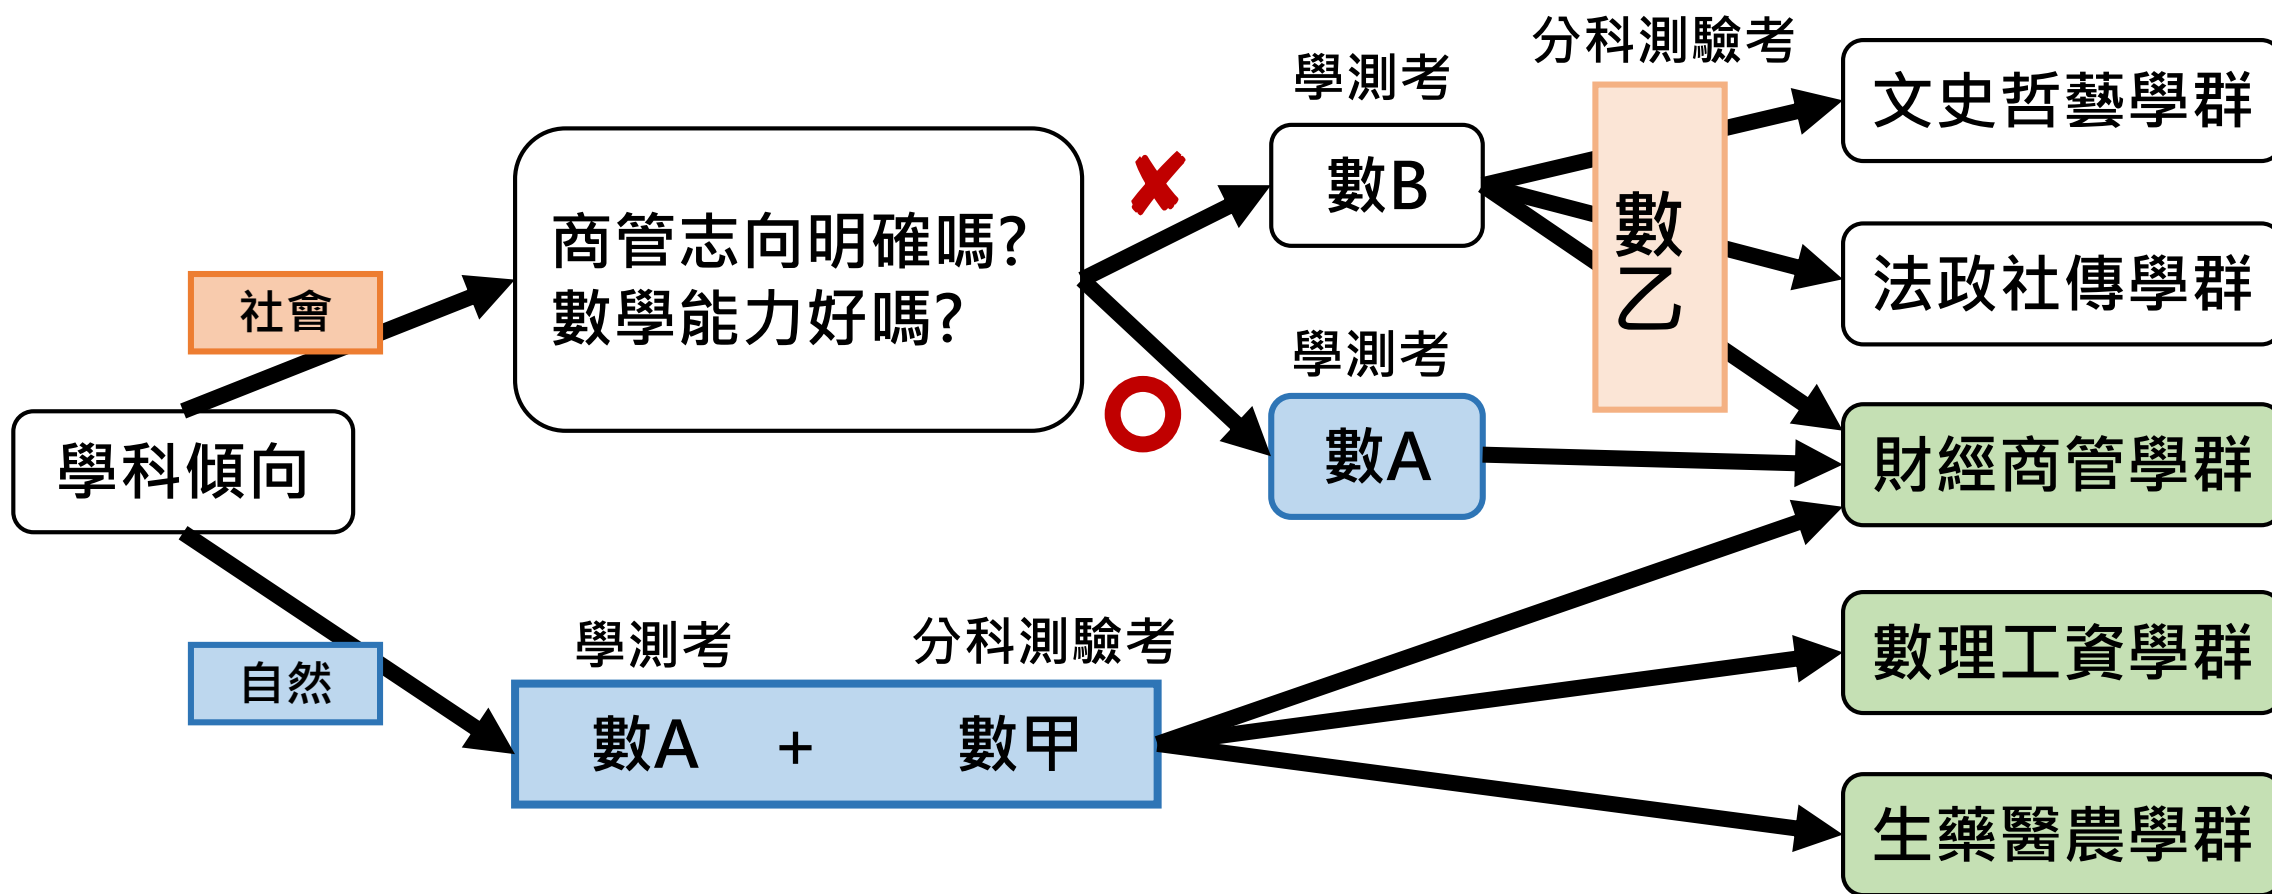 學科傾向
社會
自然
商管志向明確嗎?
數學能力好嗎?
✘
學測考
數B
學測考
數A
分科測驗考
數
乙
學測考
分科測驗考
數A + 數甲
文史哲藝學群
法政社傳學群
財經商管學群
數理工資學群
生藥醫農學群